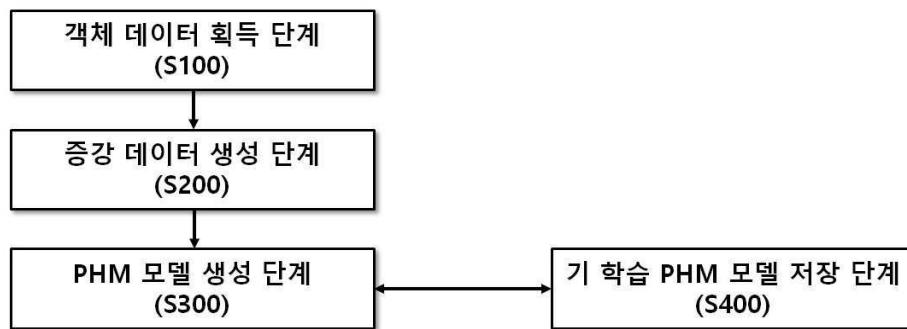 객체 데이터 획득 단계
(S100)
증강 데이터 생성 단계
(S200)
PHM 모델 생성 단계
(S300)
기 학습 PHM 모델 저장 단계
(S400)